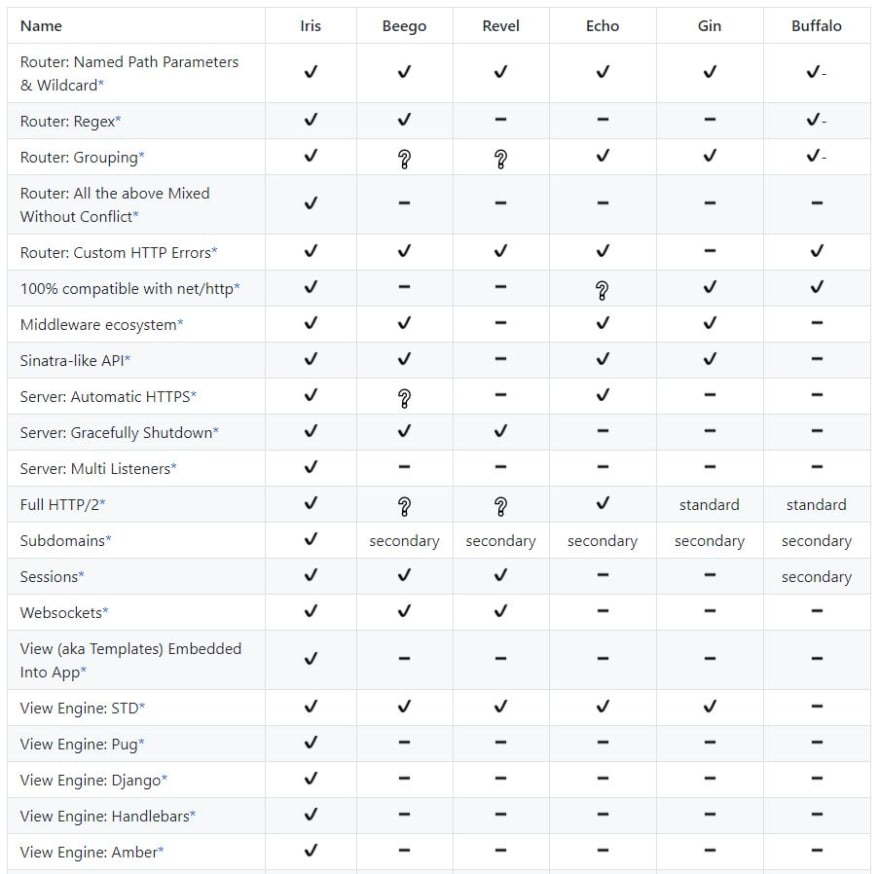 Name Iris Beego Revel Echo Gin Buffalo
Router: Named Path Parameters
& Wildcard* ✓ ✓ ✓ ✓ ✓ ✓-
Router: Regex* ✓ ✓ – – – ✓-
Router: Grouping* ✓ ? ? ✓ ✓ ✓-
Router: All the above Mixed
Without Conflict* ✓ – – – – –
Router: Custom HTTP Errors* ✓ ✓ ✓ ✓ – ✓
100% compatible with net/http* ✓ – – ? ✓ ✓
Middleware ecosystem* ✓ ✓ – ✓ ✓ –
Sinatra-like API* ✓ ✓ – ✓ ✓ –
Server: Automatic HTTPS* ✓ ? – ✓ – –
Server: Gracefully Shutdown* ✓ ✓ ✓ – – –
Server: Multi Listeners* ✓ – – – – –
Full HTTP/2* ✓ ? ? ✓ standard standard
Subdomains* ✓ secondary secondary secondary secondary secondary
Sessions* ✓ ✓ ✓ – – secondary
Websockets* ✓ ✓ ✓ – – –
View (aka Templates) Embedded
Into App* ✓ – – – – –
View Engine: STD* ✓ ✓ ✓ ✓ ✓ –
View Engine: Pug* ✓ – – – – –
View Engine: Django* ✓ – – – – –
View Engine: Handlebars* ✓ – – – – –
View Engine: Amber* ✓ – – – – –